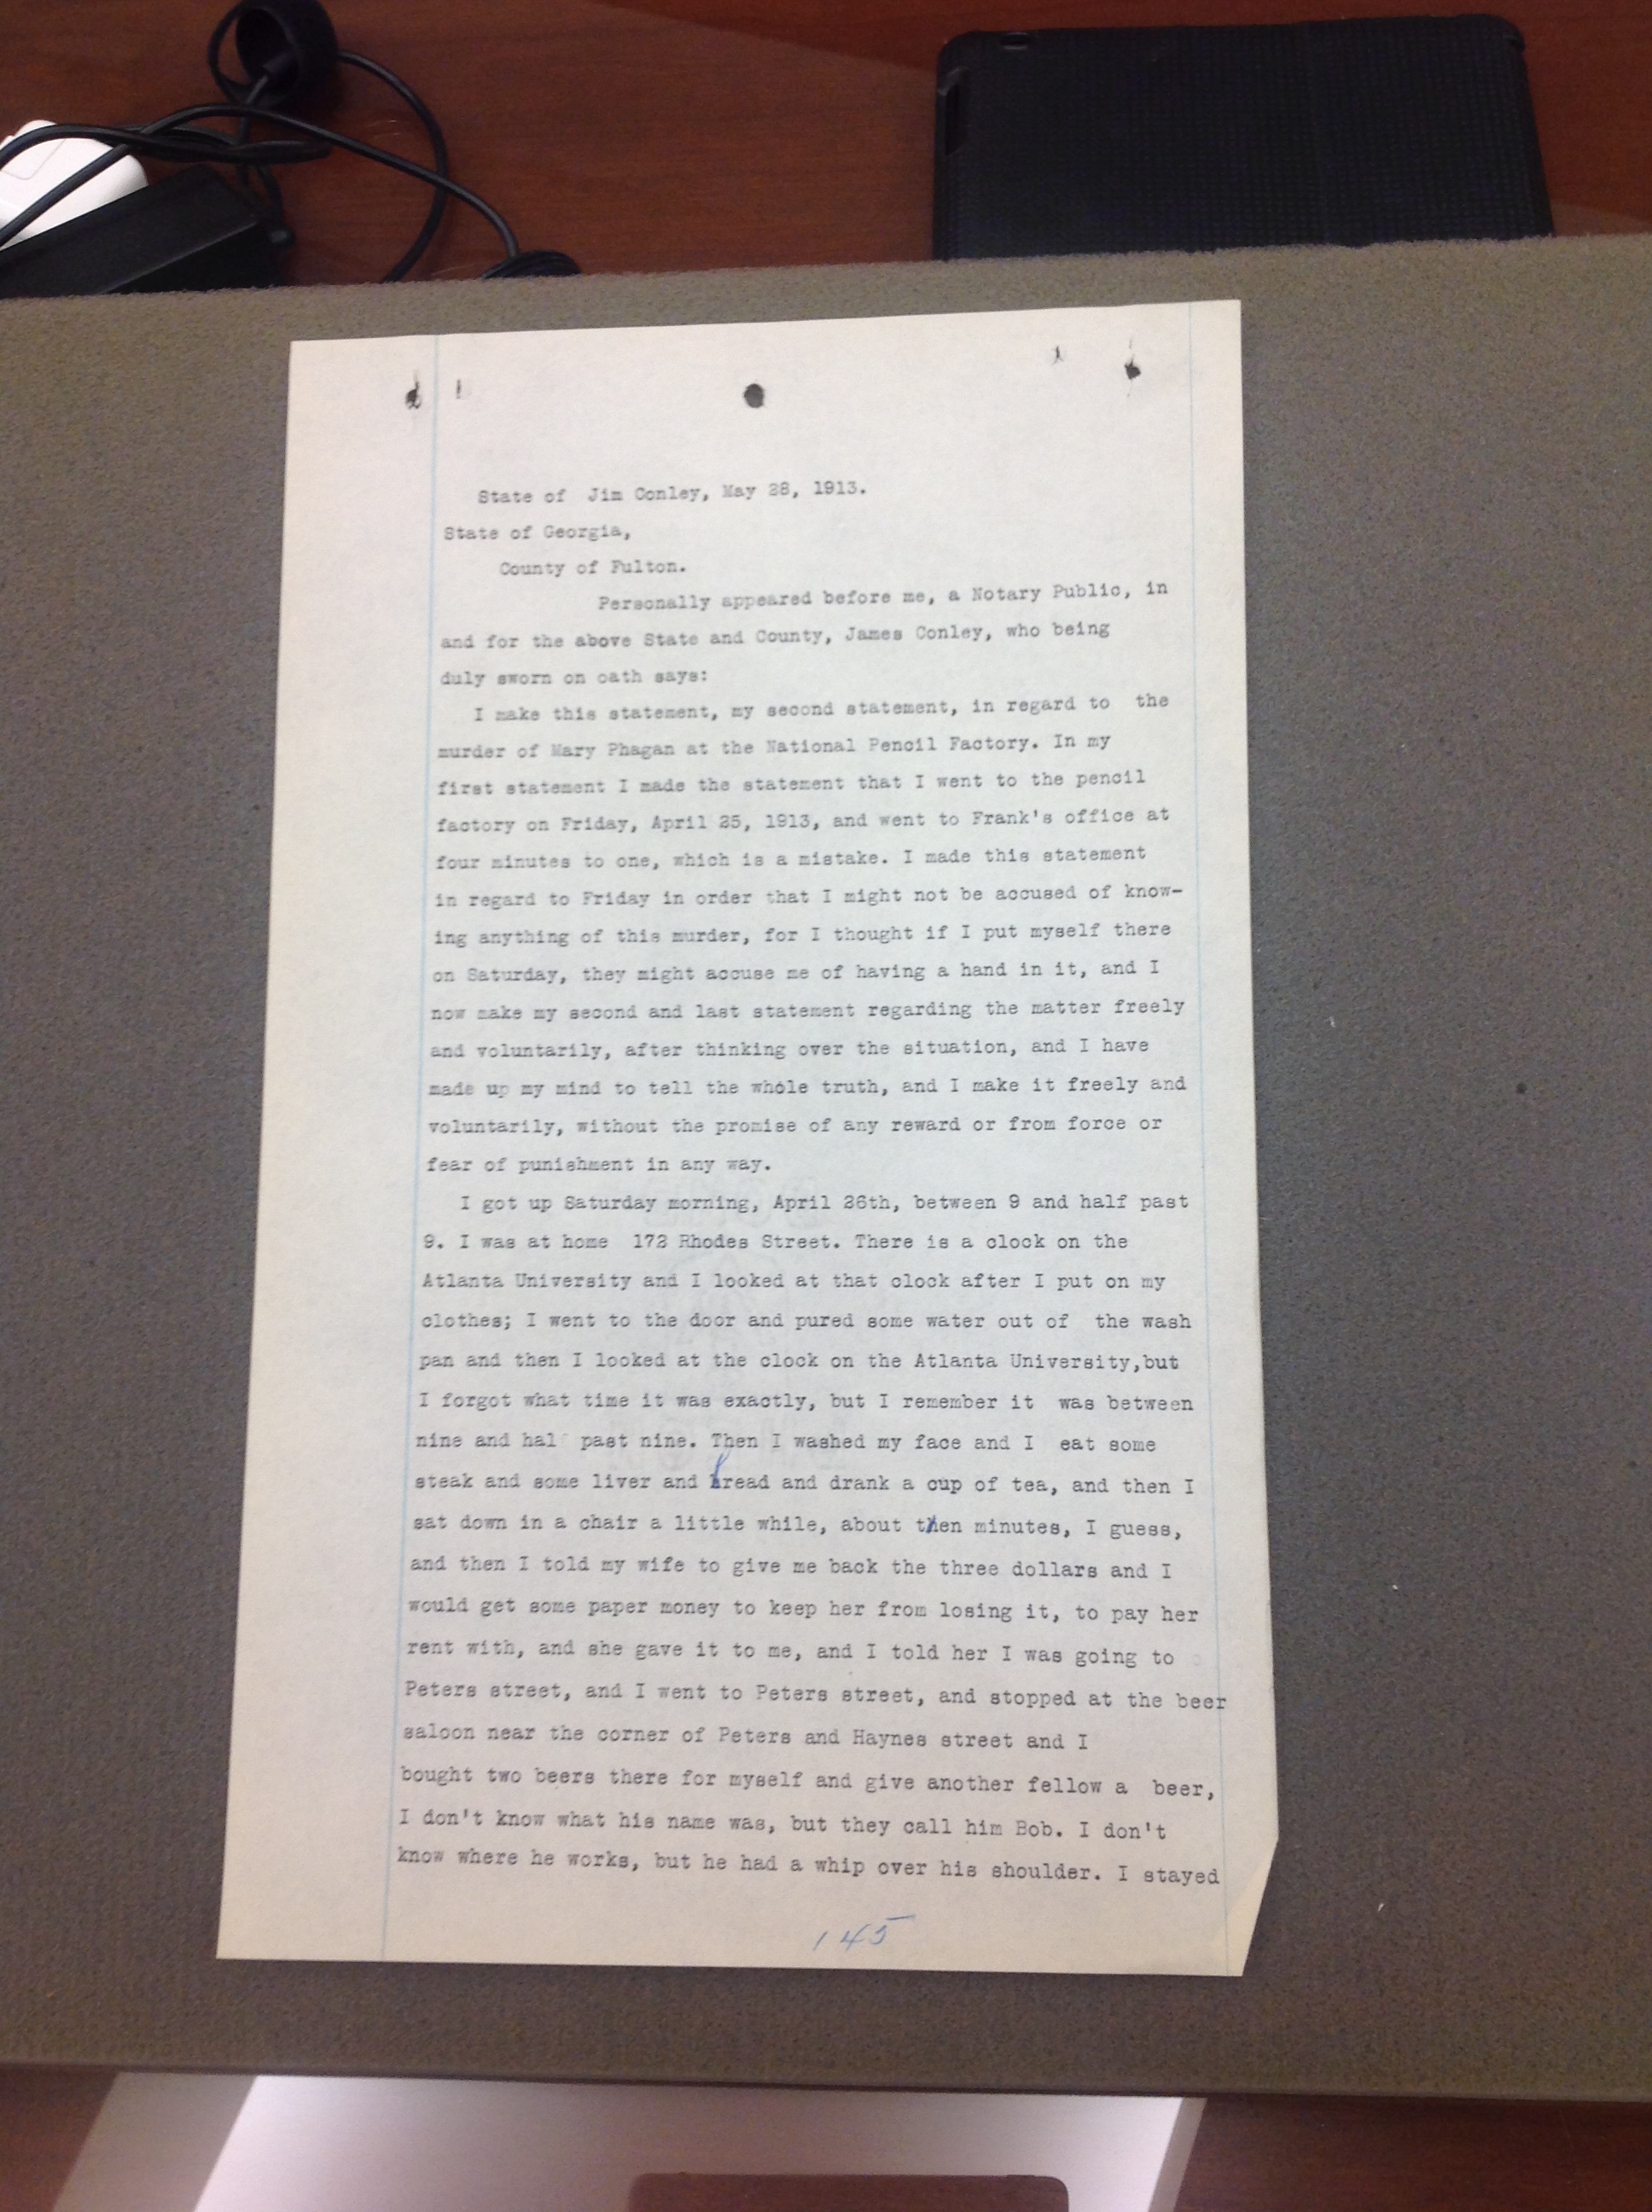 State of Jim Conley, May 28, 1913.
State of Georgia,
County of Fulton.
Personally appeared before me, a Notary Public, in
and for the above State and County, James Conley, who being
duly sworn on oath says:
I make this statement, my second statement, in regard to the
murder of Mary Phagan at the National Pencil Factory. In my
first statement I made the statement that I went to the pencil
factory on Friday, April 25, 1913, and went to Frank's office at
four minutes to one, which is a mistake. I made this statement
in regard to Friday in order that I might not be accused of know-
ing anything of this murder, for I thought if I put myself there
on Saturday, they might accuse me of having a hand in it, and I
now make my second and last statement regarding the matter freely
and voluntarily, after thinking over the situation, and I have
made up my mind to tell the whole truth, and I make it freely and
voluntarily, without the promise of any reward or from force or
fear of punishment in any way.
I got up Saturday morning, April 26th, between 9 and half past
9. I was at home 172 Rhodes Street. There is a clock on the
Atlanta University and I looked at that clock after I put on my
clothes; I went to the door and pured some water out of the wash
pan and then I looked at the clock on the Atlanta University,but
I forgot what time it was exactly, but I remember it was between
nine and hal past nine. Then I washed my face and I eat some
steak and some liver and bread and drank a cup of tea, and then I
sat down in a chair a little while, about ten minutes, I guess,
and then I told my wife to give me back the three dollars and I
would get some paper money to keep her from losing it, to pay her
rent with, and she gave it to me, and I told her I was going to
Peters street, and I went to Peters street, and stopped at the beer
saloon near the corner of Peters and Haynes street and I
bought two beers there for myself and give another fellow a beer,
I don't know what his name was, but they call him Bob. I don't
know where he works, but he had a whip over his shoulder. I stayed
145